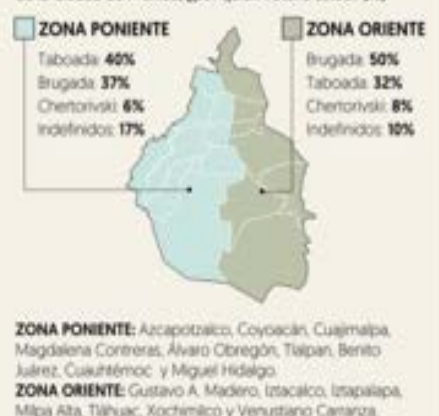 ZONA PONIENTE
Taboada: 40%
Brugada: 37%
Chertorivski: 6%
Indefinidos: 17%
ZONA ORIENTE
Brugada: 50%
Taboada: 32%
Chertorivski: 8%
Indefinidos: 10%
ZONA PONIENTE: Azcapotzalco, Coyoacán, Cuajimalpa,
Magdalena Contreras, Álvaro Obregón, Tlalpan, Benito
Juárez, Cuauhtémoc y Miguel Hidalgo.
ZONA ORIENTE: Gustavo A. Madero, Iztacalco, Iztapalapa,
Milpa Alta, Tláhuac, Xochimilco y Venustiano Carranza.